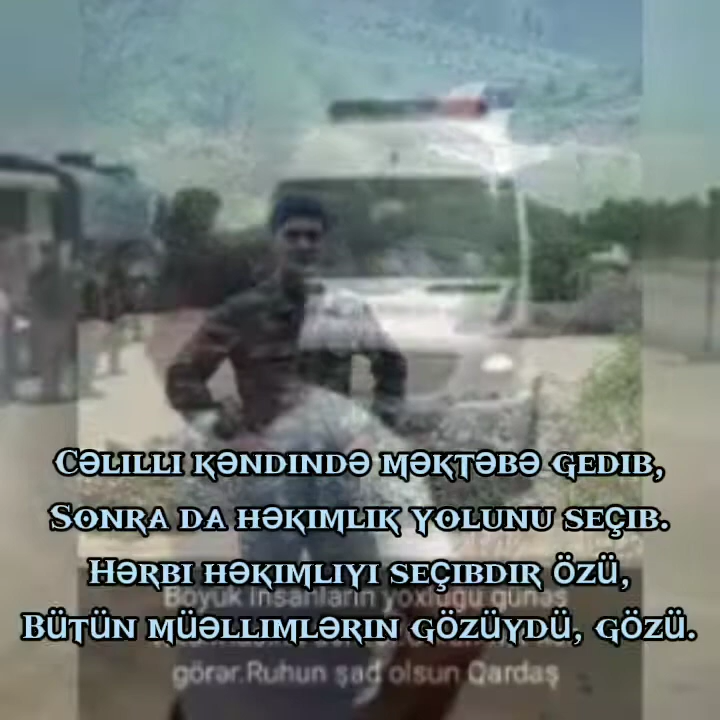 Cəlilli kəndində məktəbə gedib,
Sonra da həkimlik yolunu seçib.
Hərbi həkimliyi seçibdir özü,
Böyük insanların yoxluğu günəş
Bütün müəllimlərin gözüydü, gözü.
görər.Ruhun şad olsun Qardaş